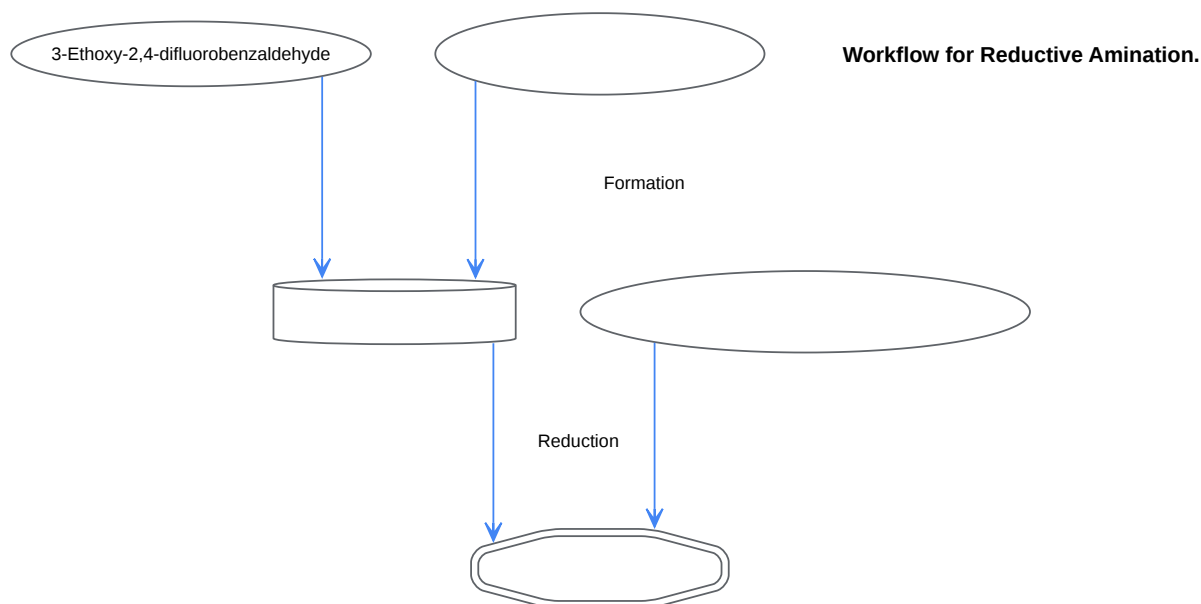 3-Ethoxy-2,4-difluorobenzaldehyde
Workflow for Reductive Amination.
Formation
Reduction